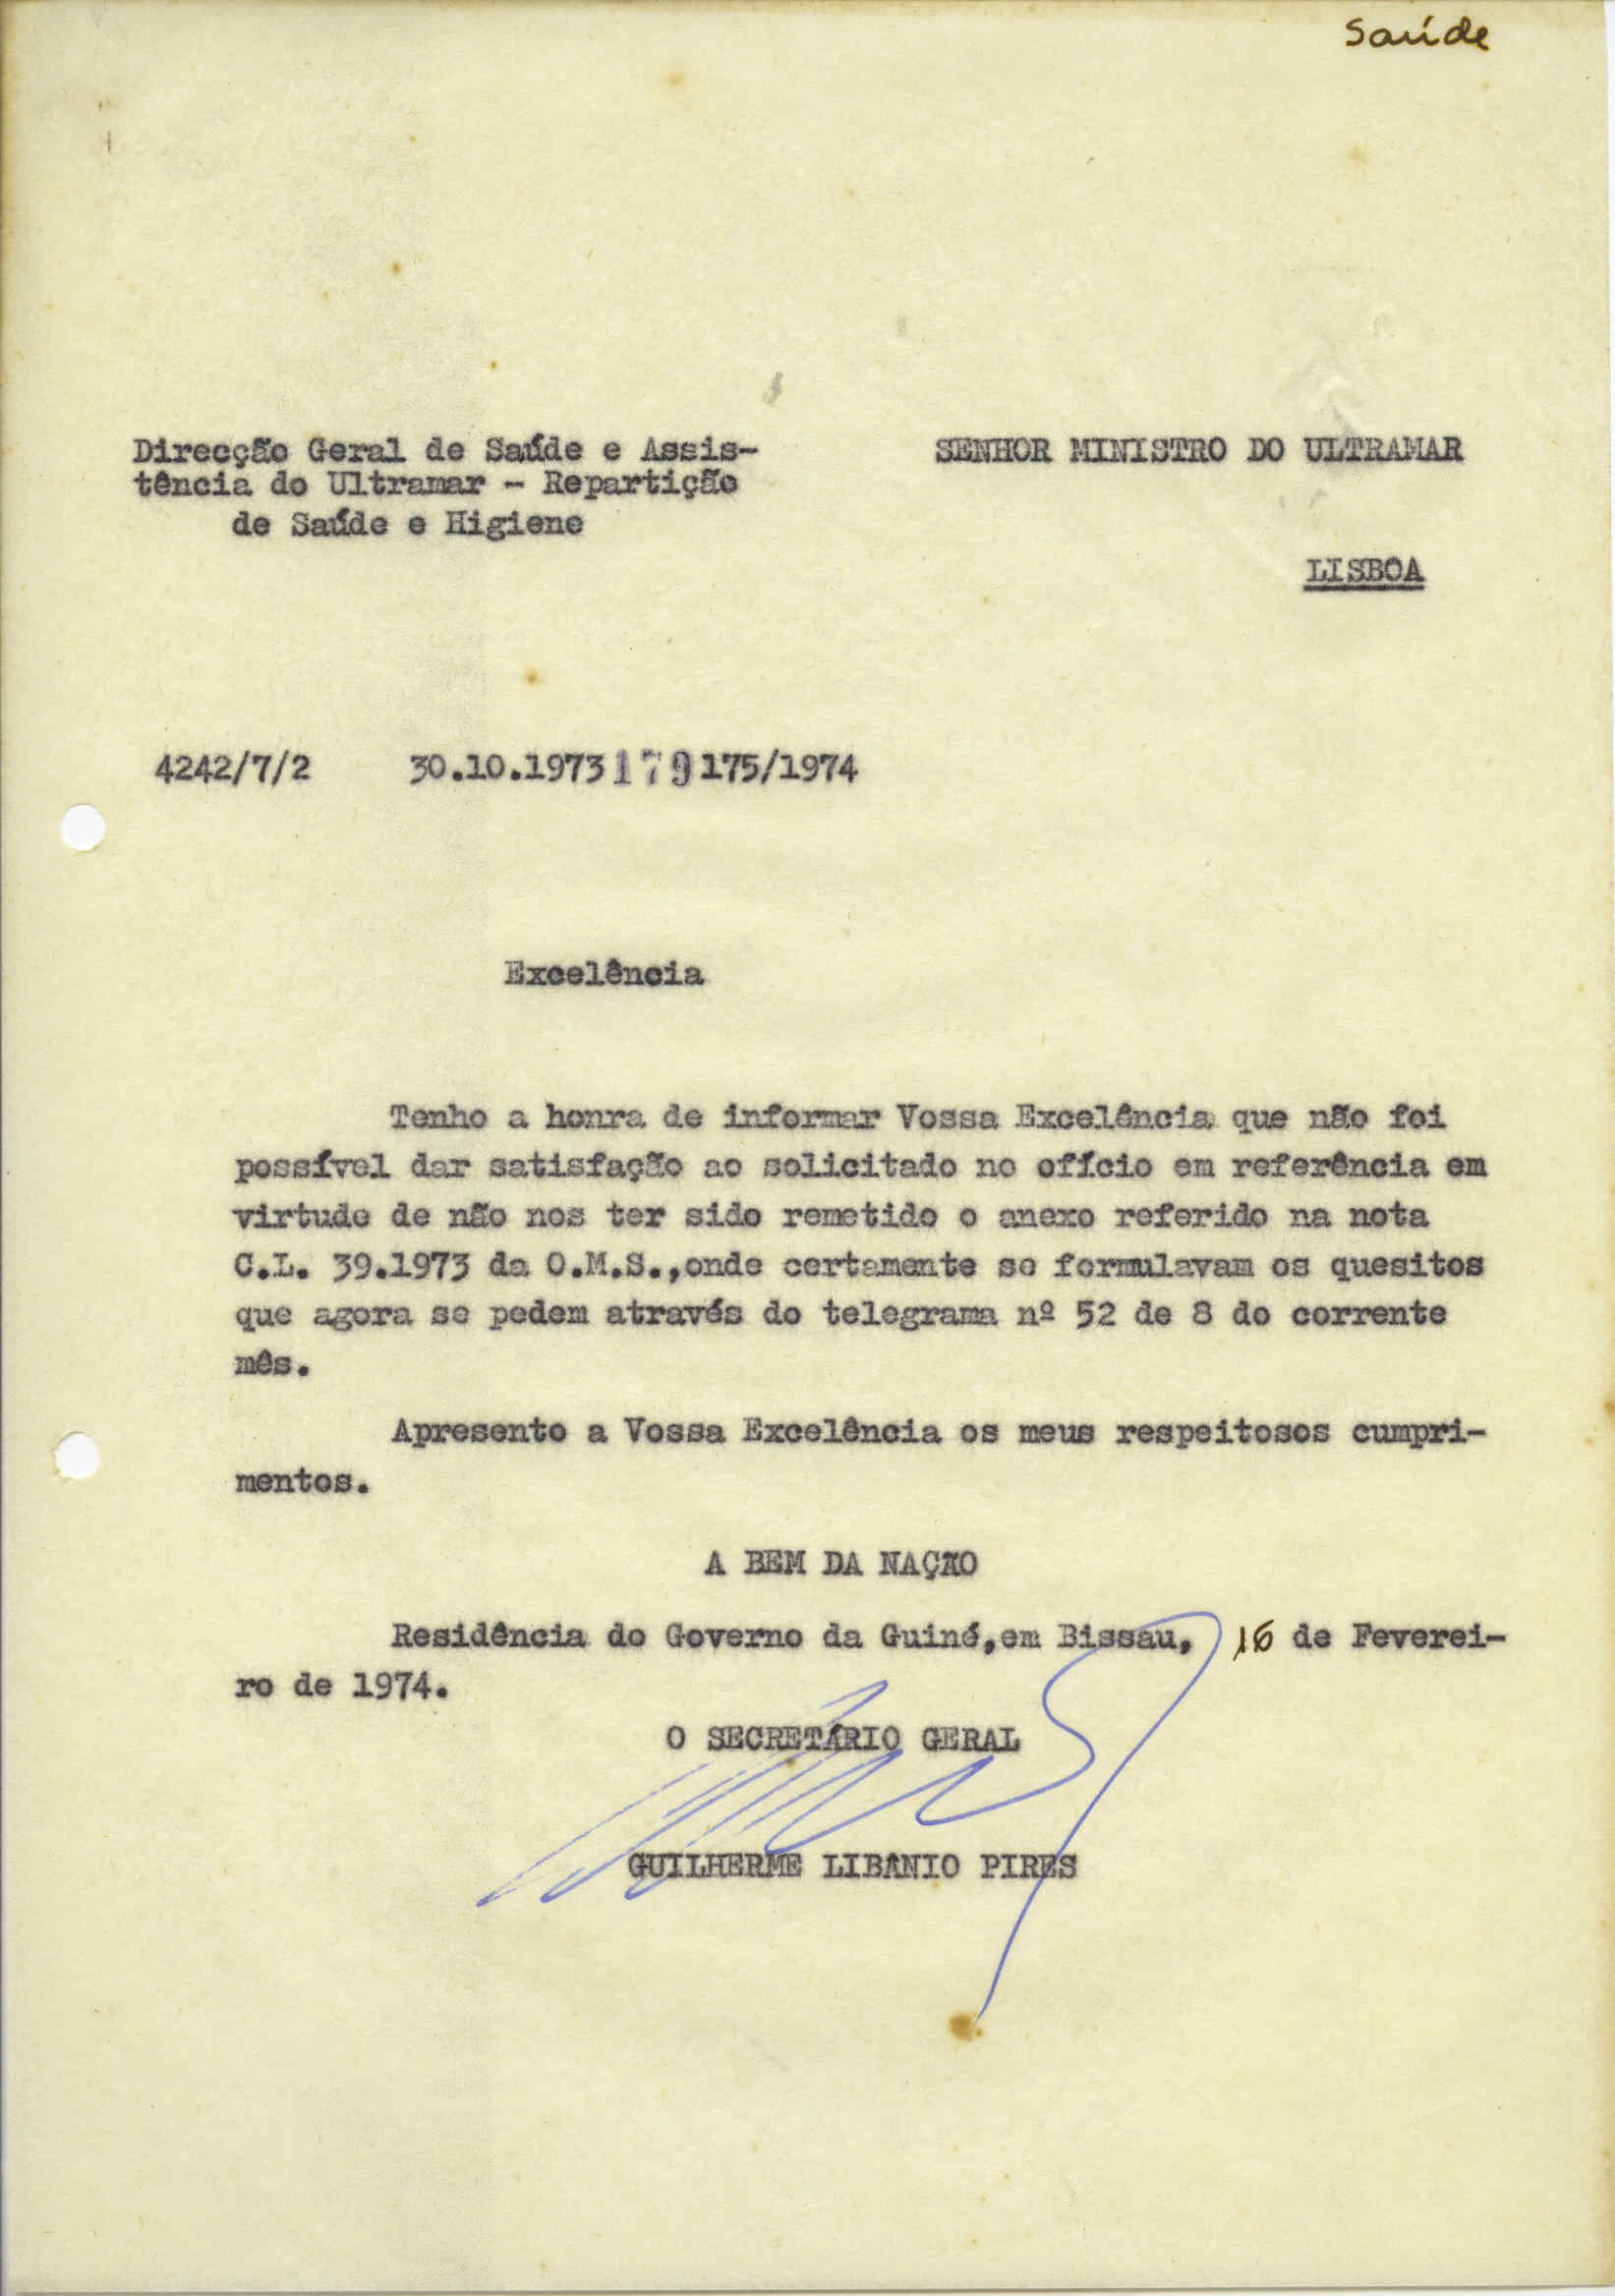 Saúde
Direcção Geral de Saúde e Assis-
tência do Ultramar - Repartição
de Saúde e Higiene
SENHOR MINISTRO DO ULTRAMAR
LISBOA
4242/7/2 30.10.1973 179 175/1974
Excelência
Tenho a honra de informar Vossa Excelência que não foi
possível dar satisfação ao solicitado no ofício em referência em
virtude de não nos ter sido remetido o anexo referido na nota
C.L. 39.1973 da O.M.S.,onde certamente se formulavam os quesitos
que agora se pedem através do telegrama nº 52 de 8 do corrente
mês.
Apresento a Vossa Excelência os meus respeitosos cumpri-
mentos.
A BEM DA NAÇÃO
Residência do Governo da Guiné,em Bissau, 16 de Feverei-
ro de 1974.
O SECRETÁRIO GERAL
GUILHERME LIBÂNIO PIRES